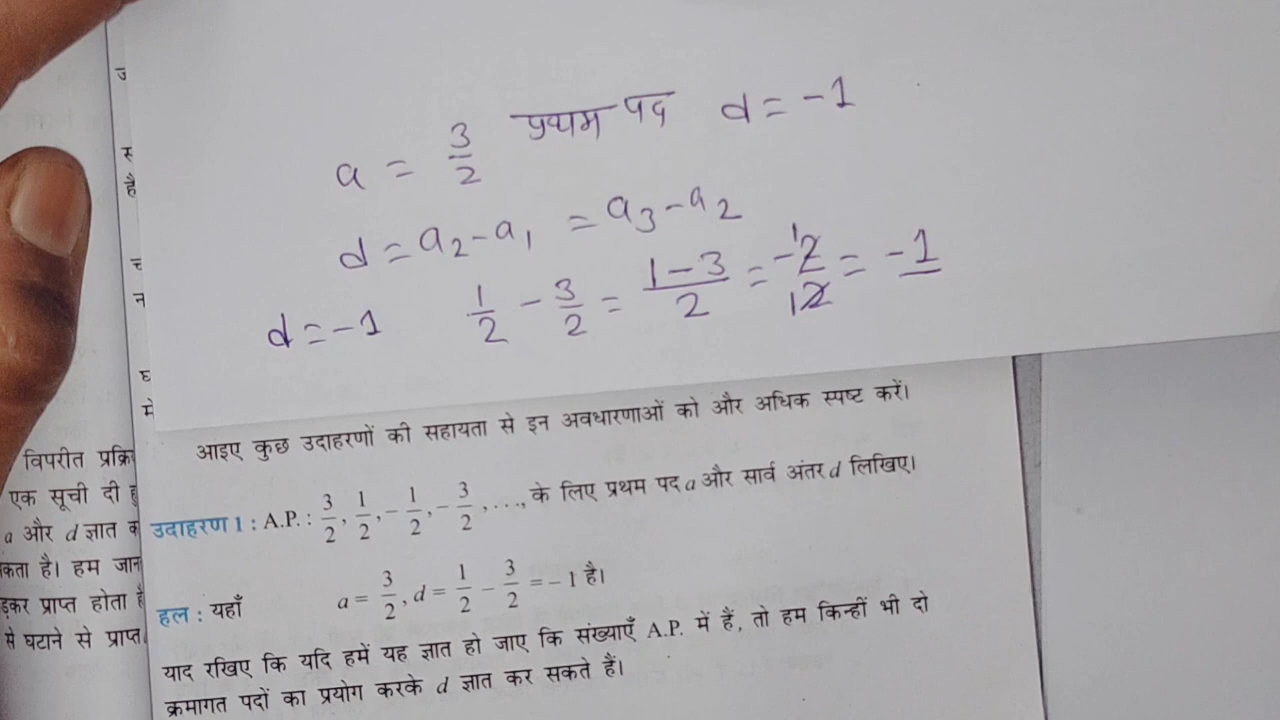 a = 3/2 प्रथम पद d = -1
d = a₂ - a₁ = a₃ - a₂
d = -1 1/2 - 3/2 = (1-3)/2 = -2/2 = -1
आइए कुछ उदाहरणों की सहायता से इन अवधारणाओं को और अधिक स्पष्ट करें।
उदाहरण 1 : A.P. : 3/2, 1/2, -1/2, -3/2, ...., के लिए प्रथम पद a और सार्व अंतर d लिखिए।
हल : यहाँ a = 3/2, d = 1/2 - 3/2 = -1 है।
याद रखिए कि यदि हमें यह ज्ञात हो जाए कि संख्याएँ A.P. में हैं, तो हम किन्हीं भी दो
क्रमागत पदों का प्रयोग करके d ज्ञात कर सकते हैं।
विपरीत
एक सूची दी
a और d ज्ञात
कता है। हम
कर प्राप्त होता
से घटाने से प्राप्त